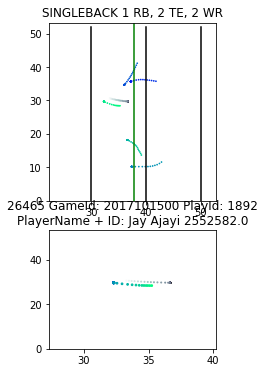 SINGLEBACK 1 RB, 2 TE, 2 WR
50
40
30
20
10
0
30 40 50
26465 GameId: 2017101500 PlayId: 1892
PlayerName + ID: Jay Ajayi 2552582.0
40
20
0
30 35 40